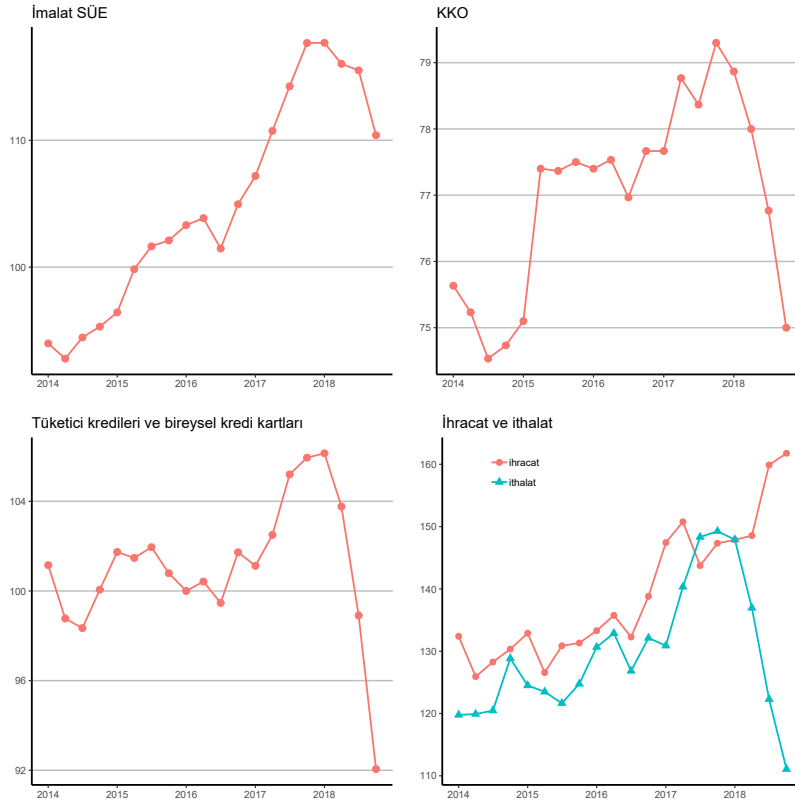 İmalat SÜE
110
100
2014 2015 2016 2017 2018
KKO
79
78
77
76
75
2014 2015 2016 2017 2018
Tüketici kredileri ve bireysel kredi kartları
104
100
96
92
2014 2015 2016 2017 2018
İhracat ve ithalat
ihracat
ithalat
160
150
140
130
120
110
2014 2015 2016 2017 2018